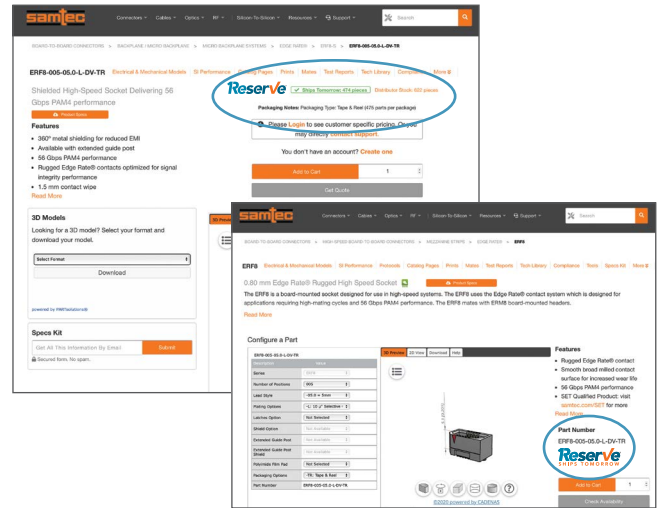 samtec
Connectors Cables Optics RF Silicon-To-Silicon Resources Support Search
BOARD-TO-BOARD CONNECTORS BACKPLANE / MICRO BACKPLANE MICRO BACKPLANE SYSTEMS EDGE RATE ERF8-S ERF8-005-05.0-L-DV-TR
ERF8-005-05.0-L-DV-TR Electrical & Mechanical Models SI Performance Catalog Pages Prints Mates Test Reports Tech Library Compliance More
Shielded High-Speed Socket Delivering 56
Gbps PAM4 performance
Reserve Ships Tomorrow: 474 pieces
Packaging Notes: Packaging Type: Tape & Reel (475 parts per package)
Features
360° metal shielding for reduced EMI
Available with extended guide post
56 Gbps PAM4 performance
Rugged Edge Rate® contacts optimized for signal
integrity performance
1.5 mm contact wipe
Read More
Please Login to see customer specific pricing. Or you
may directly contact support.
You don't have an account? Create one
Add to Cart 1
Get Quote
3D Models
Looking for a 3D model? Select your format and
download your model.
Select Format
Download
powered by PARTsolutions®
Specs Kit
Get All This Information By Email Submit
Secured form. No spam.
3D Preview
samtec
Connectors Cables Optics RF Silicon-To-Silicon Resources Support Search
BOARD-TO-BOARD CONNECTORS HIGH-SPEED BOARD-TO-BOARD CONNECTORS MEZZANINE STRIPS EDGE RATE® ERF8
ERF8 Electrical & Mechanical Models SI Performance Protocols Catalog Pages Prints Mates Test Reports Tech Library Compliance Tools Specs Kit More
0.80 mm Edge Rate® Rugged High Speed Socket
The ERF8 is a board-mounted socket designed for use in high-speed systems. The ERF8 uses the Edge Rate® contact system which is designed for
applications requiring high-mating cycles and 56 Gbps PAM4 performance. The ERF8 mates with ERM8 board-mounted headers.
Read More
Configure a Part
ERF8-005-05.0-L-DV-TR
Description Value
Series ERF8
Number of Positions 005
Lead Style -05.0 = 5mm
Plating Options -L: 10 µ" Selective
Latches Option Not Selected
Shield Option Not Available
Extended Guide Post Not Available
Extended Guide Post
Shield Not Available
Polyimide Film Pad Not Selected
Packaging Options -TR: Tape & Reel
Part Number ERF8-005-05.0-L-DV-TR
3D Preview 2D View Download Help
©2020 powered by CADENAS
Features
Rugged Edge Rate® contact
Smooth broad milled contact
surface for increased wear life
56 Gbps PAM4 performance
SET Qualified Product; visit
samtec.com/SET for more
Read More
Part Number
ERF8-005-05.0-L-DV-TR
Reserve
SHIPS TOMORROW
Add to Cart 1
Check Availability